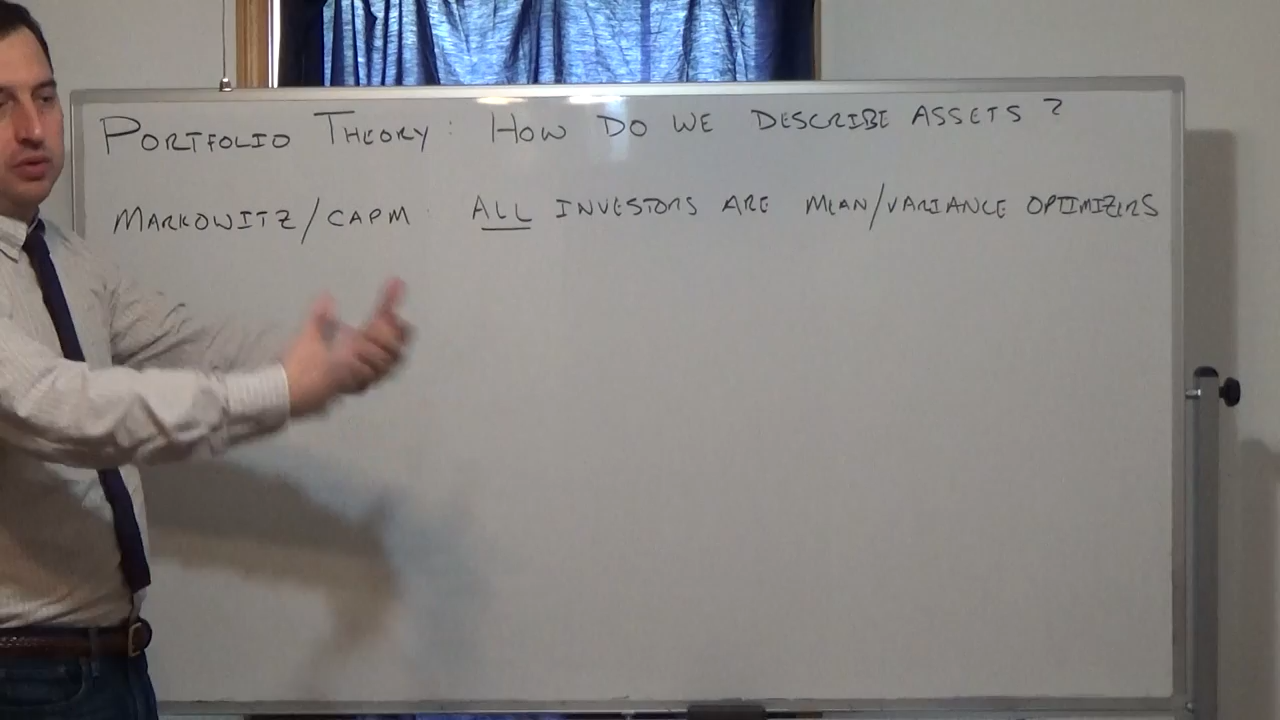 PORTFOLIO THEORY: HOW DO WE DESCRIBE ASSETS?
MARKOWITZ/CAPM: ALL INVESTORS ARE MEAN/VARIANCE OPTIMIZERS